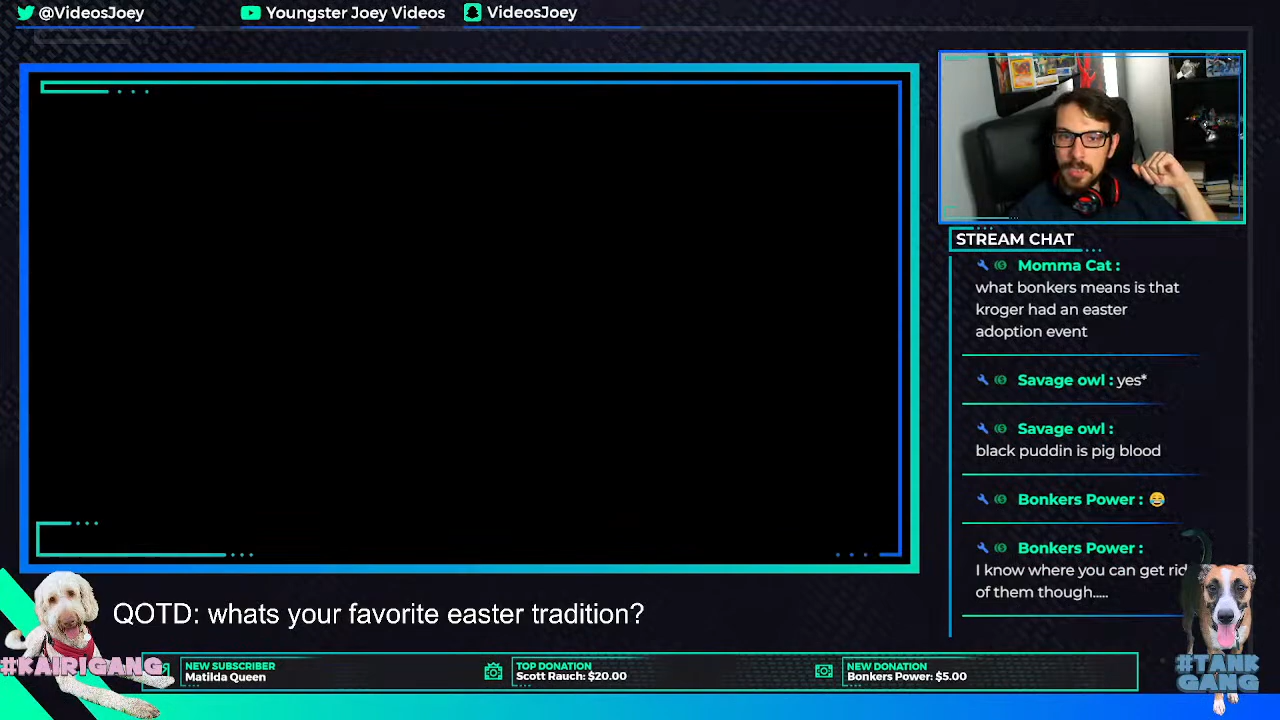 @VideosJoey
Youngster Joey Videos
VideosJoey
STREAM CHAT
Momma Cat :
what bonkers means is that
kroger had an easter
adoption event
Savage owl : yes*
Savage owl :
black puddin is pig blood
Bonkers Power : 😂
Bonkers Power :
I know where you can get rid
of them though.....
QOTD: whats your favorite easter tradition?
#KAIRIGANG
NEW SUBSCRIBER
Matilda Queen
TOP DONATION
Scott Rauch: $20.00
NEW DONATION
Bonkers Power: $5.00
#TANK
GANG